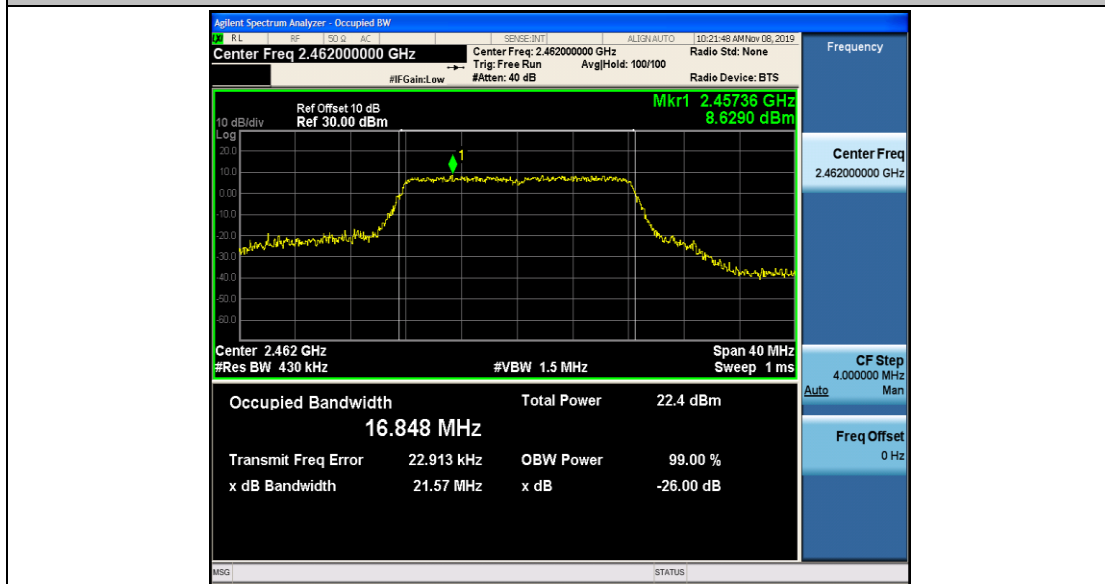 Agilent Spectrum Analyzer - Occupied BW
RL RF 50 Ω AC SENSE:INT ALIGN AUTO 10:21:48 AM Nov 08, 2019
Center Freq 2.462000000 GHz
Center Freq: 2.462000000 GHz Radio Std: None
Trig: Free Run Avg|Hold: 100/100
#IFGain:Low #Atten: 40 dB Radio Device: BTS
Frequency
Ref Offset 10 dB
10 dB/div Ref 30.00 dBm
Mkr1 2.45736 GHz
8.6290 dBm
Log
20.0
10.0
0.00
-10.0
-20.0
-30.0
-40.0
-50.0
-60.0
1
Center 2.462 GHz Span 40 MHz
#Res BW 430 kHz #VBW 1.5 MHz Sweep 1 ms
Center Freq
2.462000000 GHz
CF Step
4.000000 MHz
Auto Man
Freq Offset
0 Hz
Occupied Bandwidth Total Power 22.4 dBm
16.848 MHz
Transmit Freq Error 22.913 kHz OBW Power 99.00 %
x dB Bandwidth 21.57 MHz x dB -26.00 dB
MSG STATUS